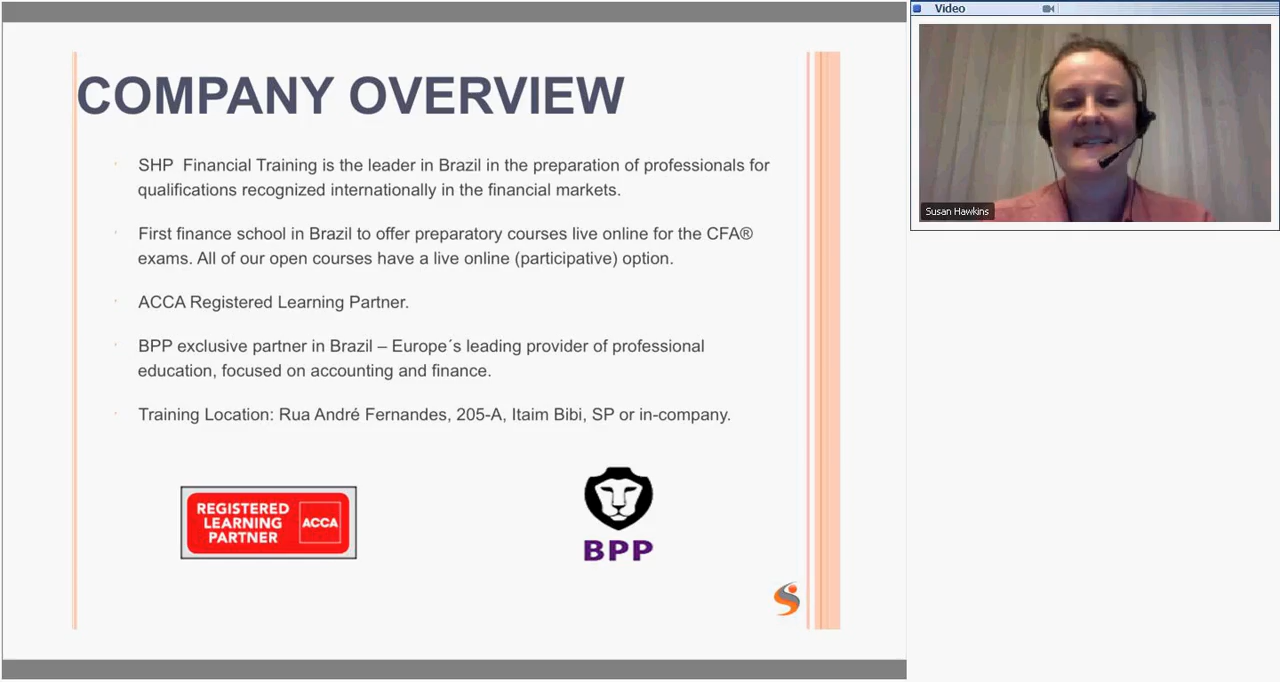 COMPANY OVERVIEW
SHP  Financial Training is the leader in Brazil in the preparation of professionals for
qualifications recognized internationally in the financial markets.
First finance school in Brazil to offer preparatory courses live online for the CFA®
exams. All of our open courses have a live online (participative) option.
ACCA Registered Learning Partner.
BPP exclusive partner in Brazil – Europe´s leading provider of professional
education, focused on accounting and finance.
Training Location: Rua André Fernandes, 205-A, Itaim Bibi, SP or in-company.
REGISTERED
LEARNING
PARTNER
ACCA
BPP
Video
Susan Hawkins